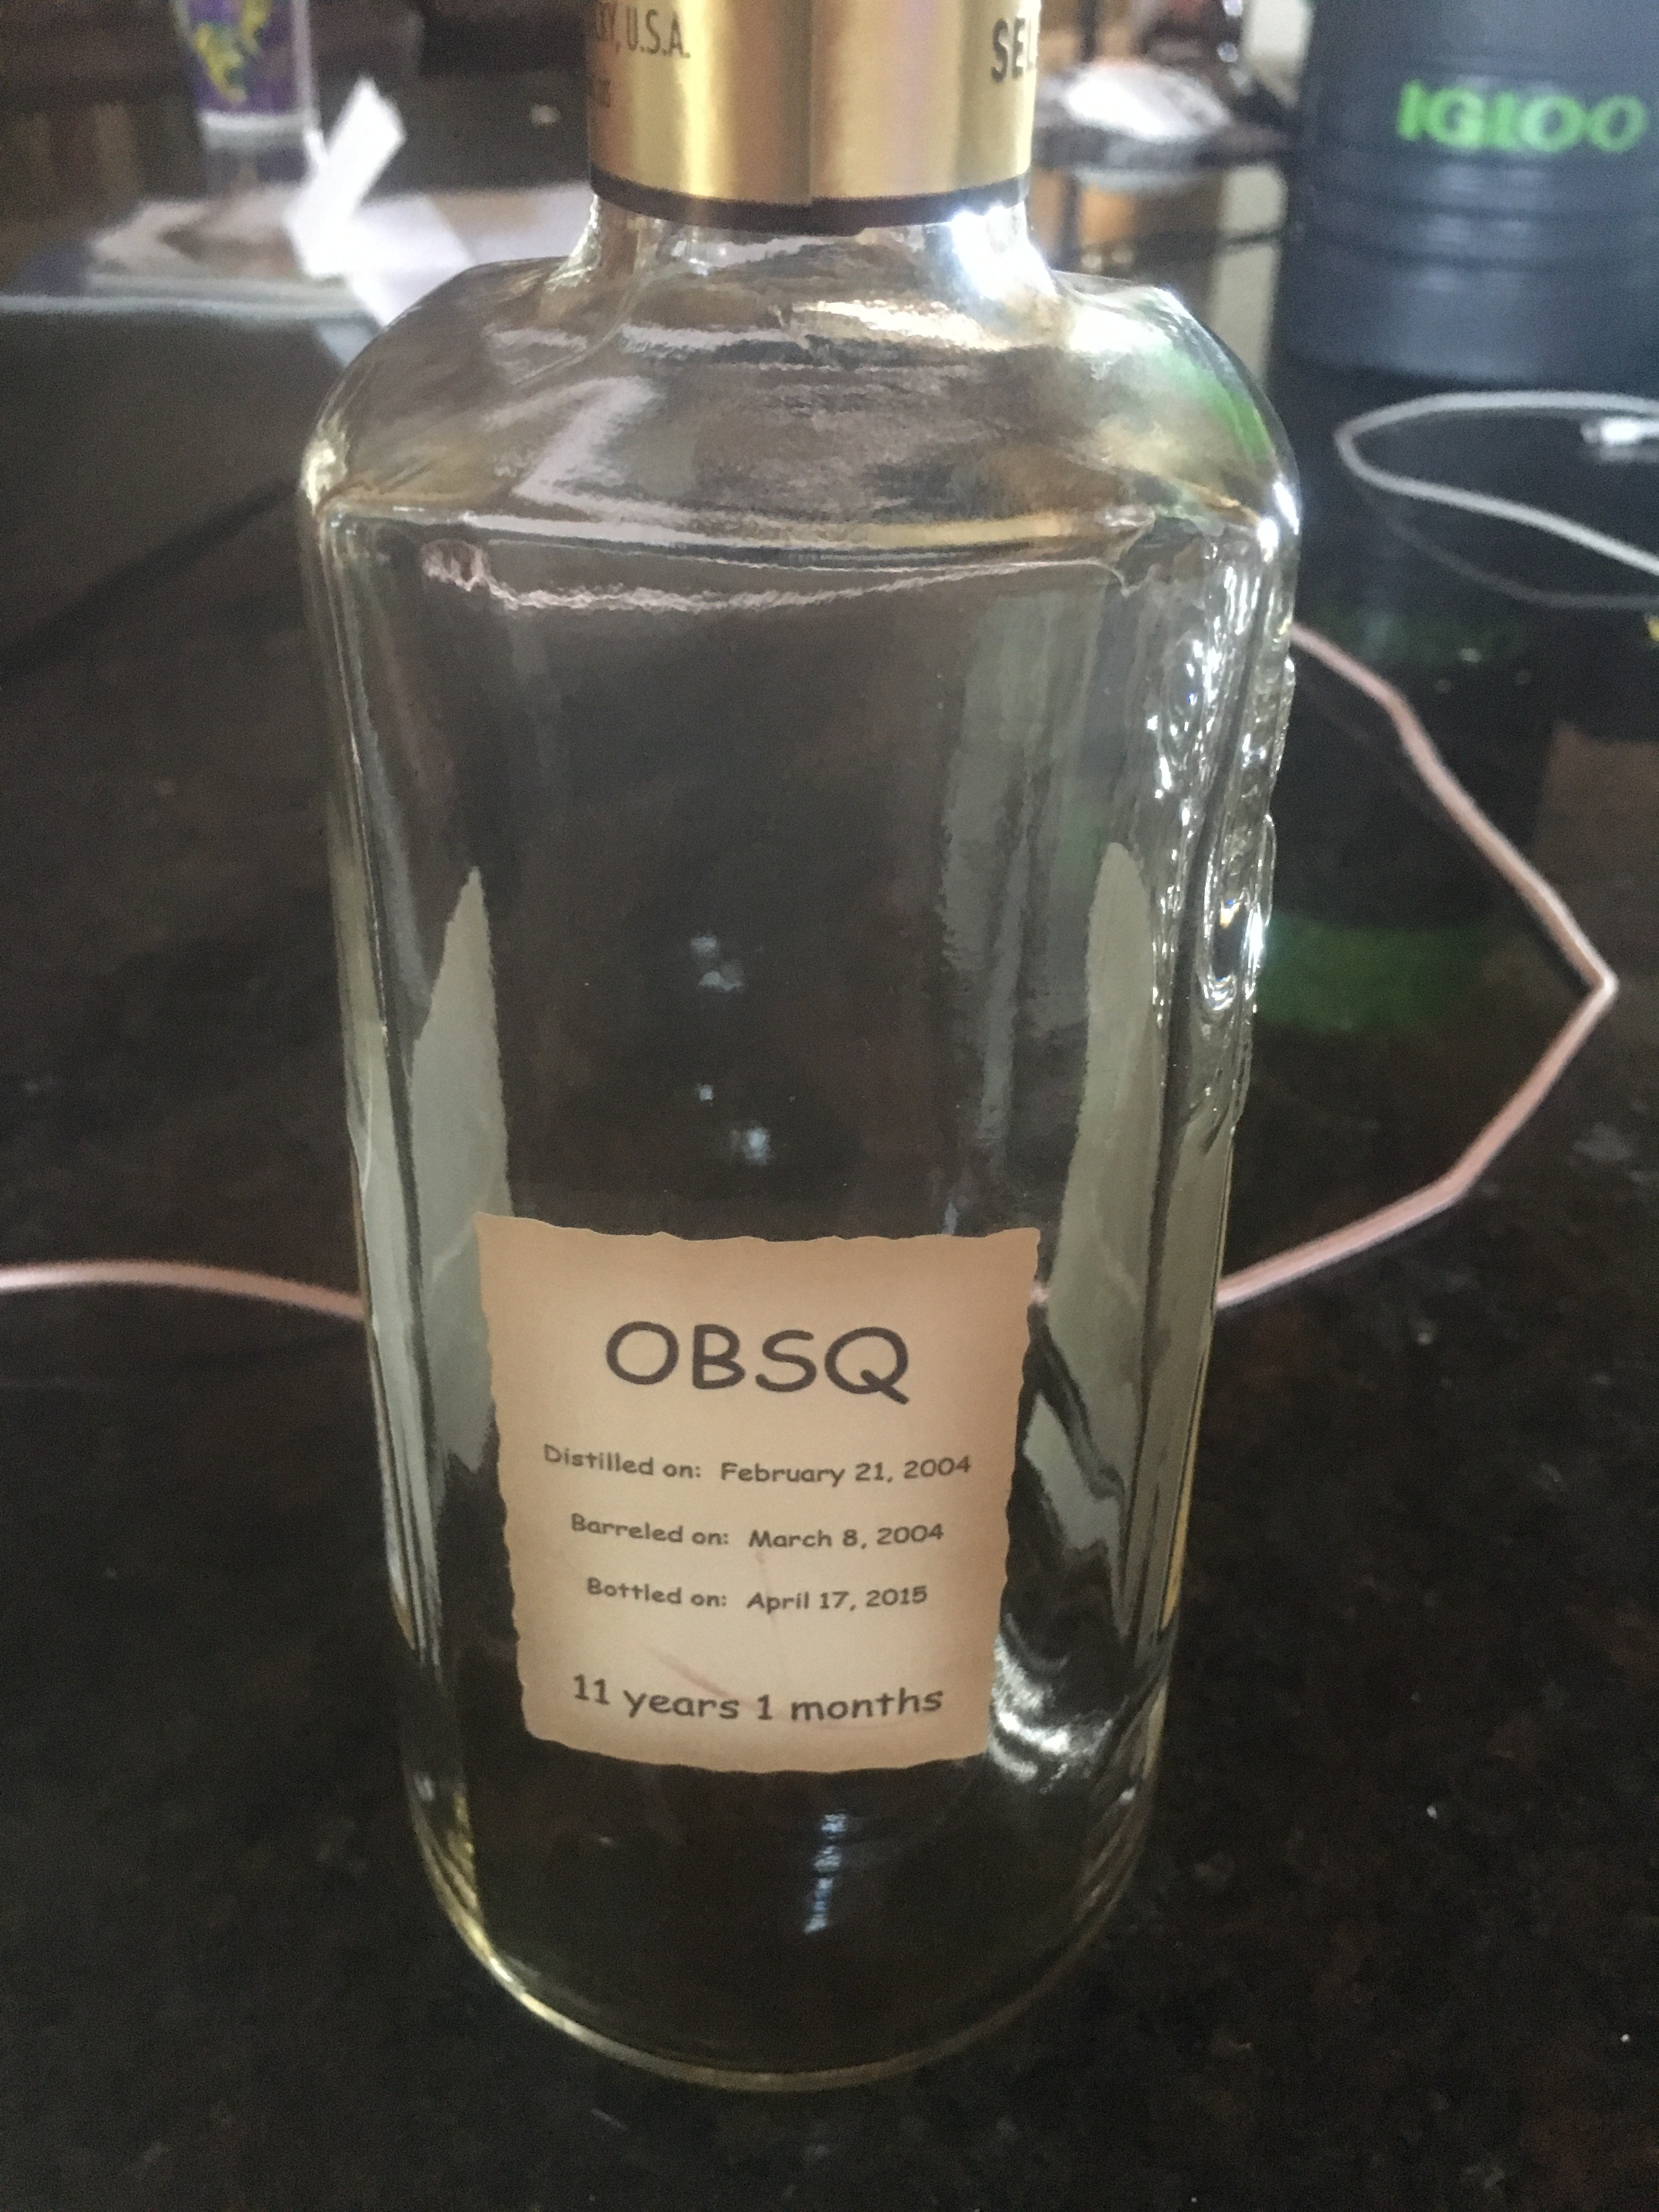 U.S.A.
IGLOO
OBSQ
Distilled on: February 21, 2004
Barreled on: March 8, 2004
Bottled on: April 17, 2015
11 years 1 months